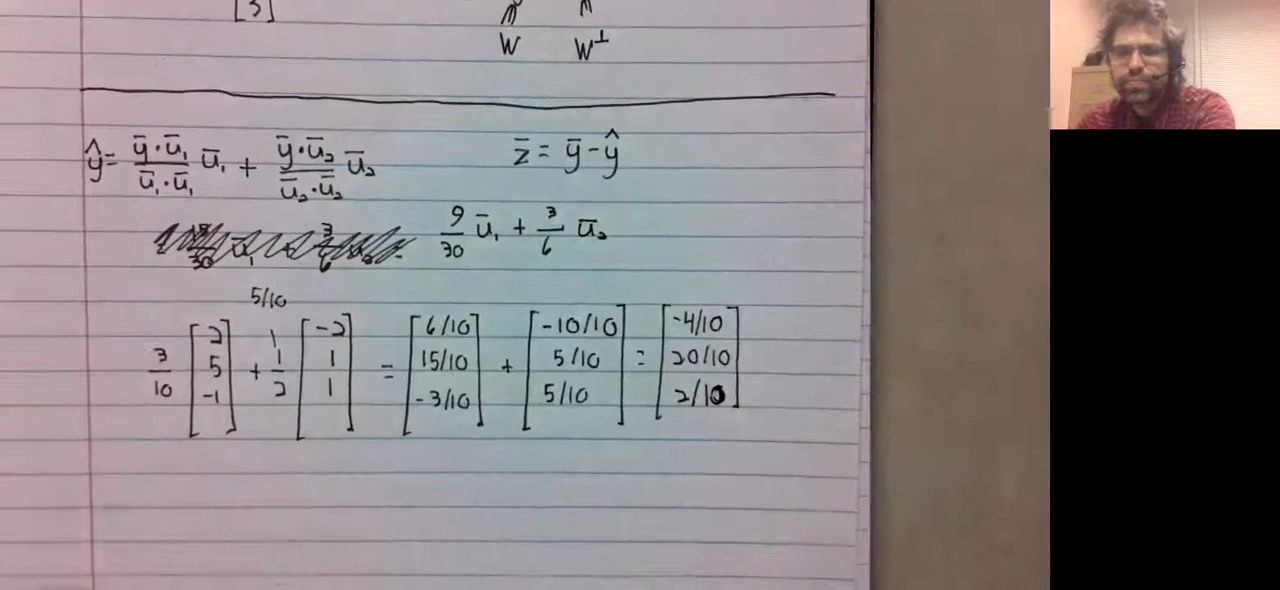 3
W W⊥
ŷ = ȳ·ū₁/ū₁·ū₁ ū₁ + ȳ·ū₂/ū₂·ū₂ ū₂ z̄ = ȳ - ŷ
9/30 ū₁ + 3/6 ū₂
5/10
3/10 [2 5 -1] + 1/2 [-2 1 1] = [6/10 15/10 -3/10] + [-10/10 5/10 5/10] = [-4/10 20/10 2/10]